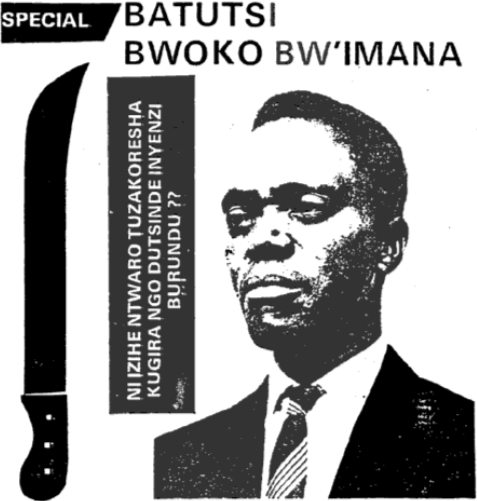 SPECIAL
BATUTSI
BWOKO BW'IMANA
NI IZIHE NTWARO TUZAKORESHA
KUGIRA NGO DUTSINDE INYENZI
BURUNDU ??